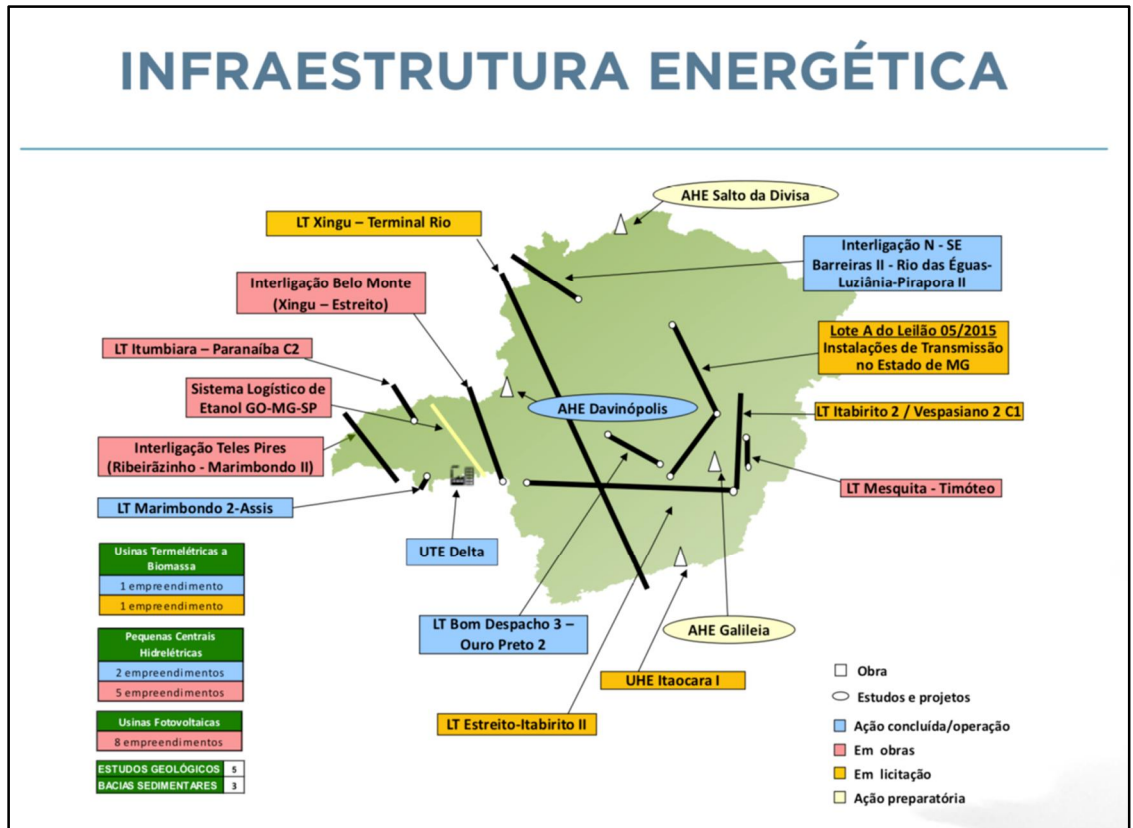 INFRAESTRUTURA ENERGÉTICA
AHE Salto da Divisa
LT Xingu – Terminal Rio
Interligação N - SE
Barreiras II - Rio das Éguas-
Luziânia-Pirapora II
Interligação Belo Monte
(Xingu – Estreito)
Lote A do Leilão 05/2015
Instalações de Transmissão
no Estado de MG
LT Itumbiara – Paranaíba C2
Sistema Logístico de
Etanol GO-MG-SP
AHE Davinópolis
LT Itabirito 2 / Vespasiano 2 C1
Interligação Teles Pires
(Ribeirãzinho - Marimbondo II)
LT Mesquita - Timóteo
LT Marimbondo 2-Assis
UTE Delta
Usinas Termelétricas a
Biomassa
1 empreendimento
1 empreendimento
LT Bom Despacho 3 –
Ouro Preto 2
AHE Galileia
Pequenas Centrais
Hidrelétricas
2 empreendimentos
5 empreendimentos
UHE Itaocara I
LT Estreito-Itabirito II
Usinas Fotovoltaicas
8 empreendimentos
ESTUDOS GEOLÓGICOS 5
BACIAS SEDIMENTARES 3
Obra
Estudos e projetos
Ação concluída/operação
Em obras
Em licitação
Ação preparatória